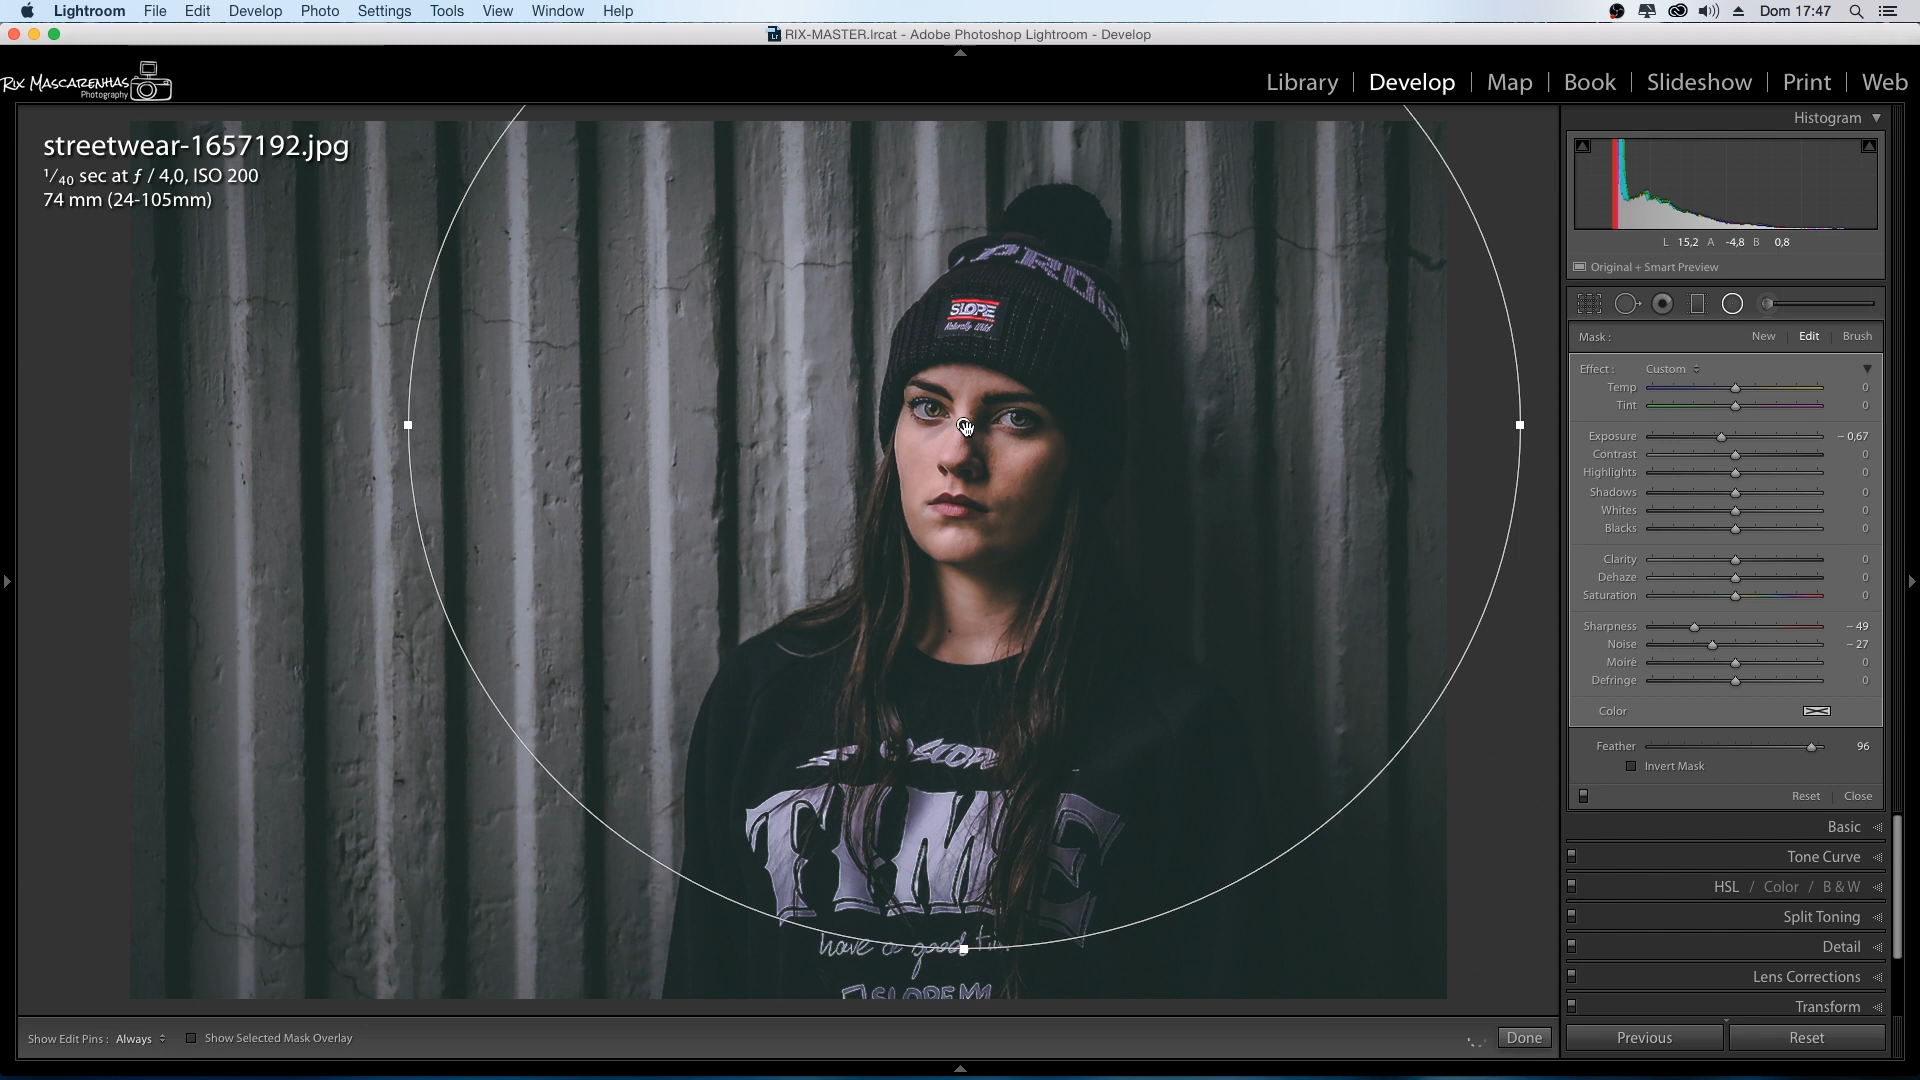 Lightroom File Edit Develop Photo Settings Tools View Window Help Dom 17:47
RIX-MASTER.lrcat - Adobe Photoshop Lightroom - Develop
RIX MASCARENHAS
Photography
Library | Develop | Map | Book | Slideshow | Print | Web
streetwear-1657192.jpg
1/40 sec at ƒ / 4,0, ISO 200
74 mm (24-105mm)
SLOPE
Naturally Wild
TIME
have a good
SLOPE
Histogram
L 15,2 A -4,8 B 0,8
Original + Smart Preview
Mask : New | Edit | Brush
Effect : Custom
Temp 0
Tint 0
Exposure – 0,67
Contrast 0
Highlights 0
Shadows 0
Whites 0
Blacks 0
Clarity 0
Dehaze 0
Saturation 0
Sharpness – 49
Noise – 27
Moiré 0
Defringe 0
Color
Feather 96
Invert Mask
Reset | Close
Basic
Tone Curve
HSL / Color / B & W
Split Toning
Detail
Lens Corrections
Transform
Show Edit Pins : Always Show Selected Mask Overlay Done
Previous Reset